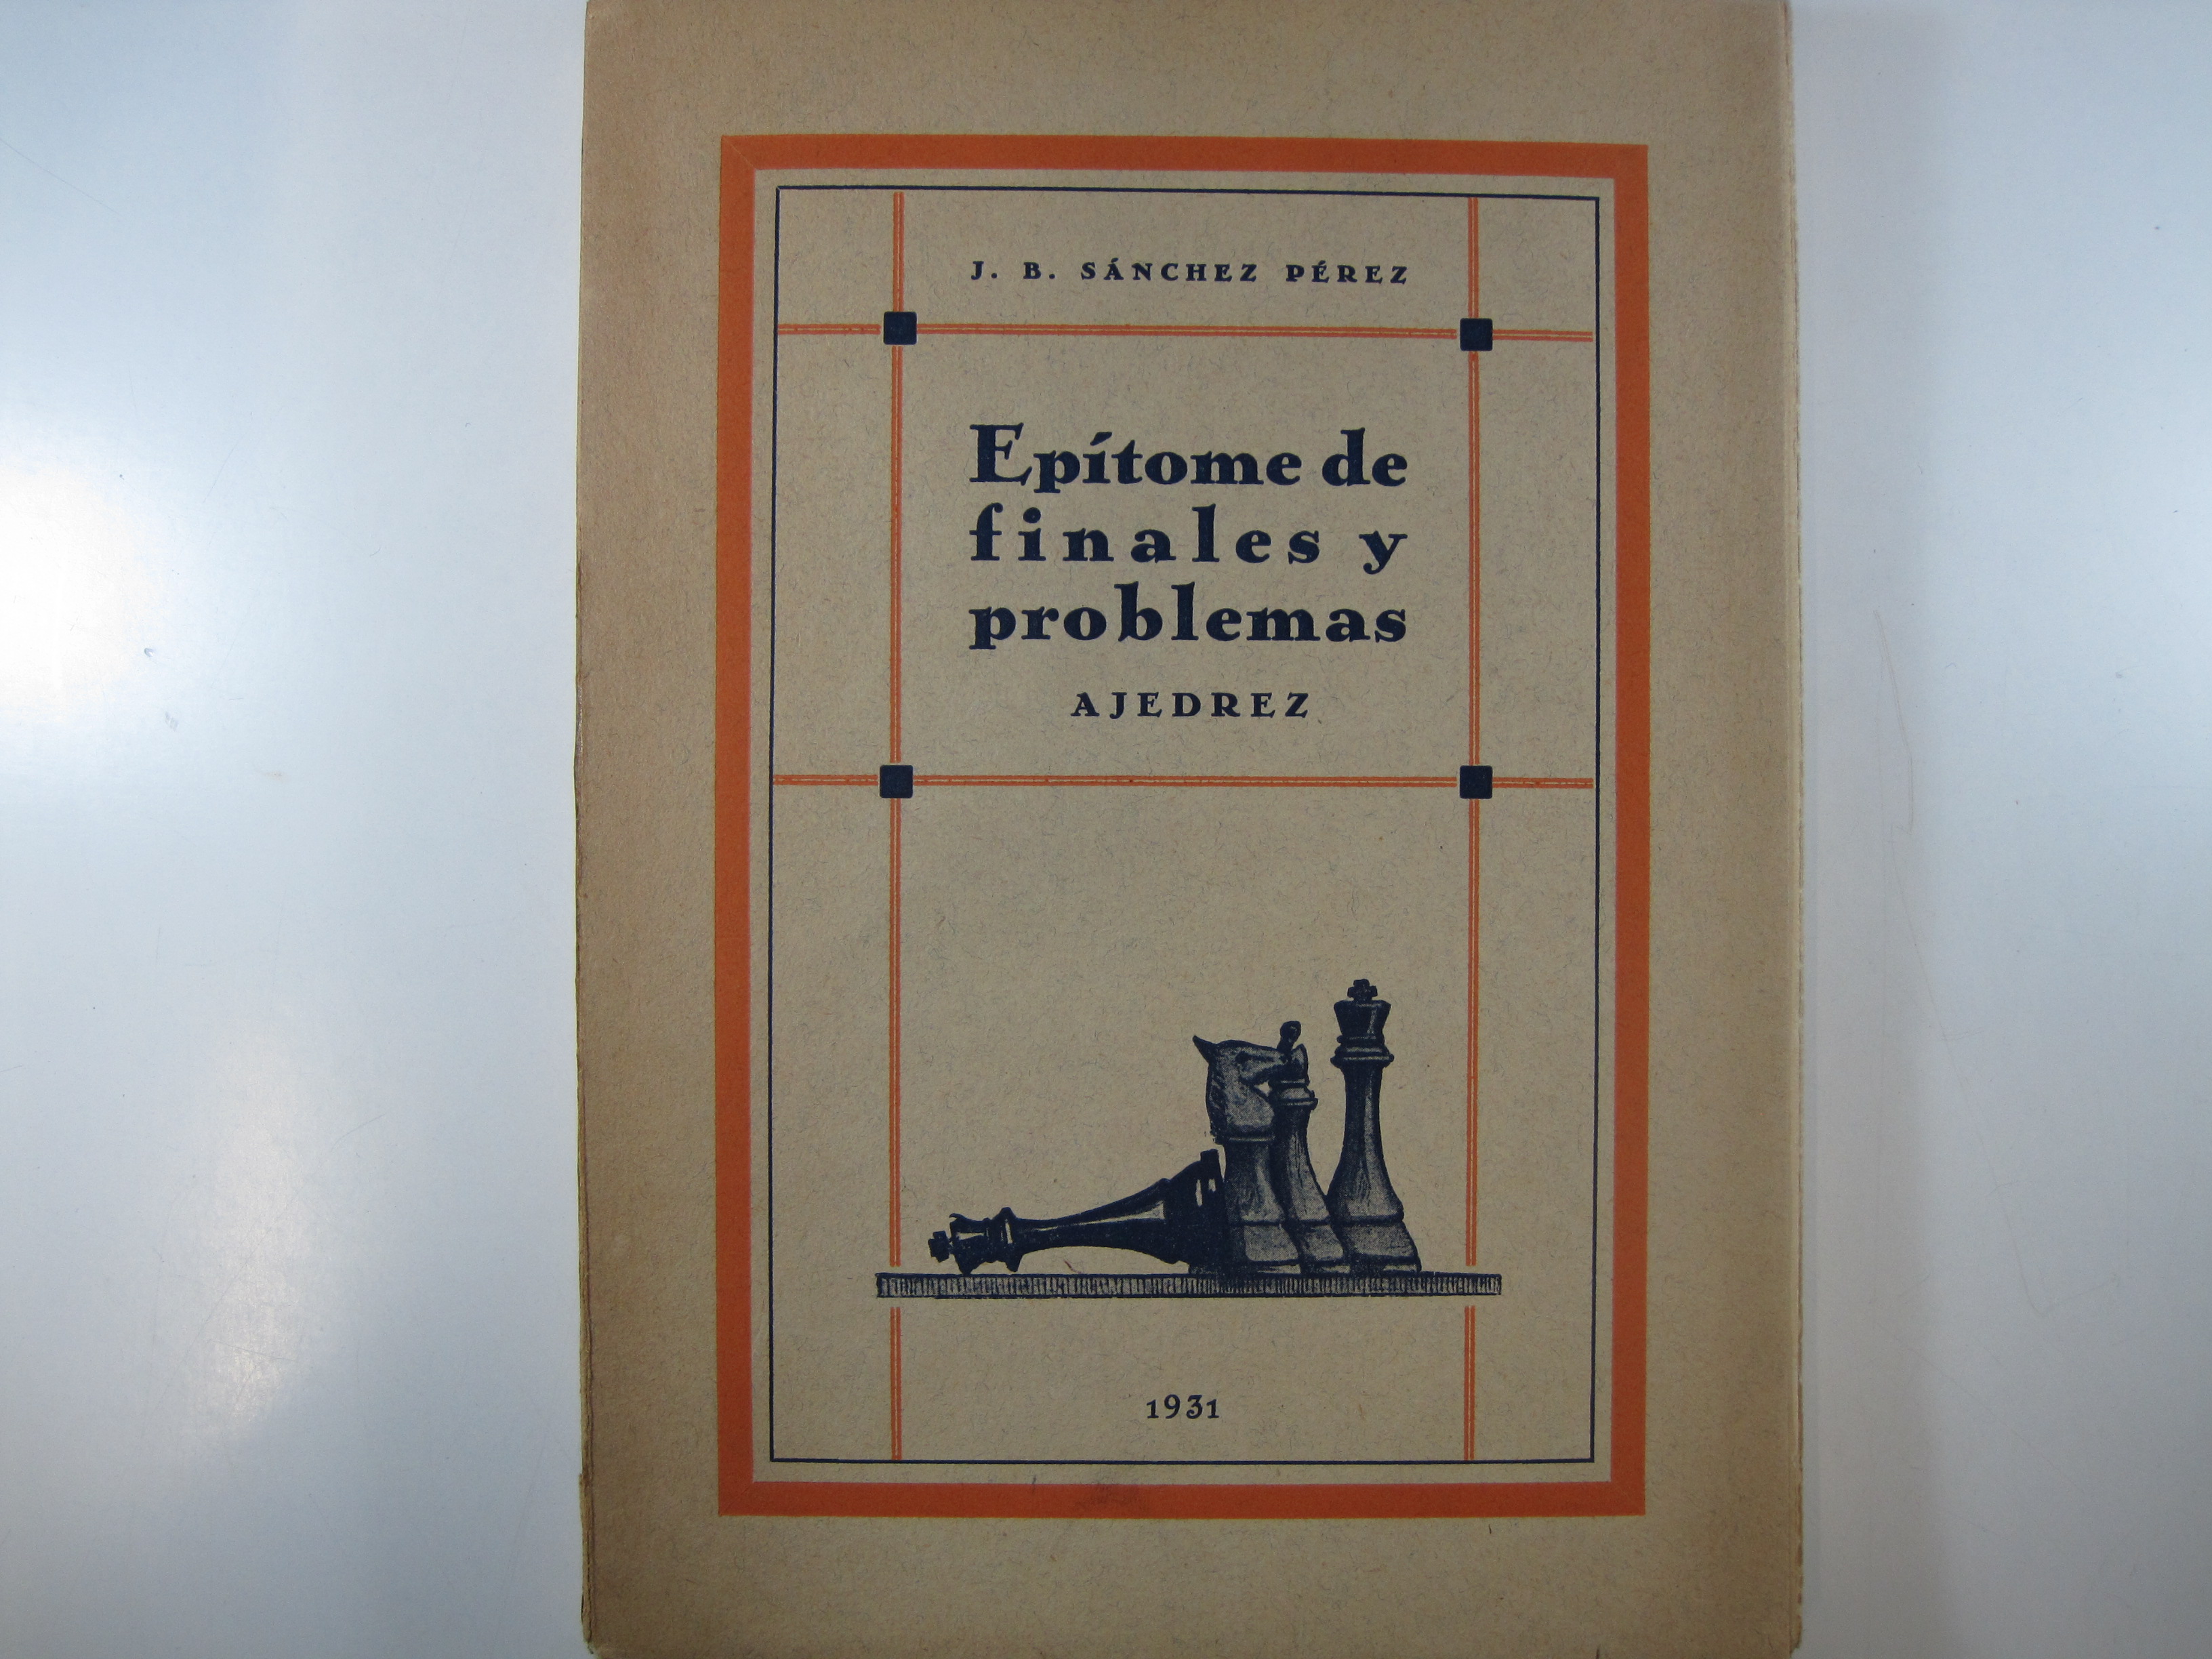 J. B. SÁNCHEZ PÉREZ
Epítome de
finales y
problemas
AJEDREZ
1931